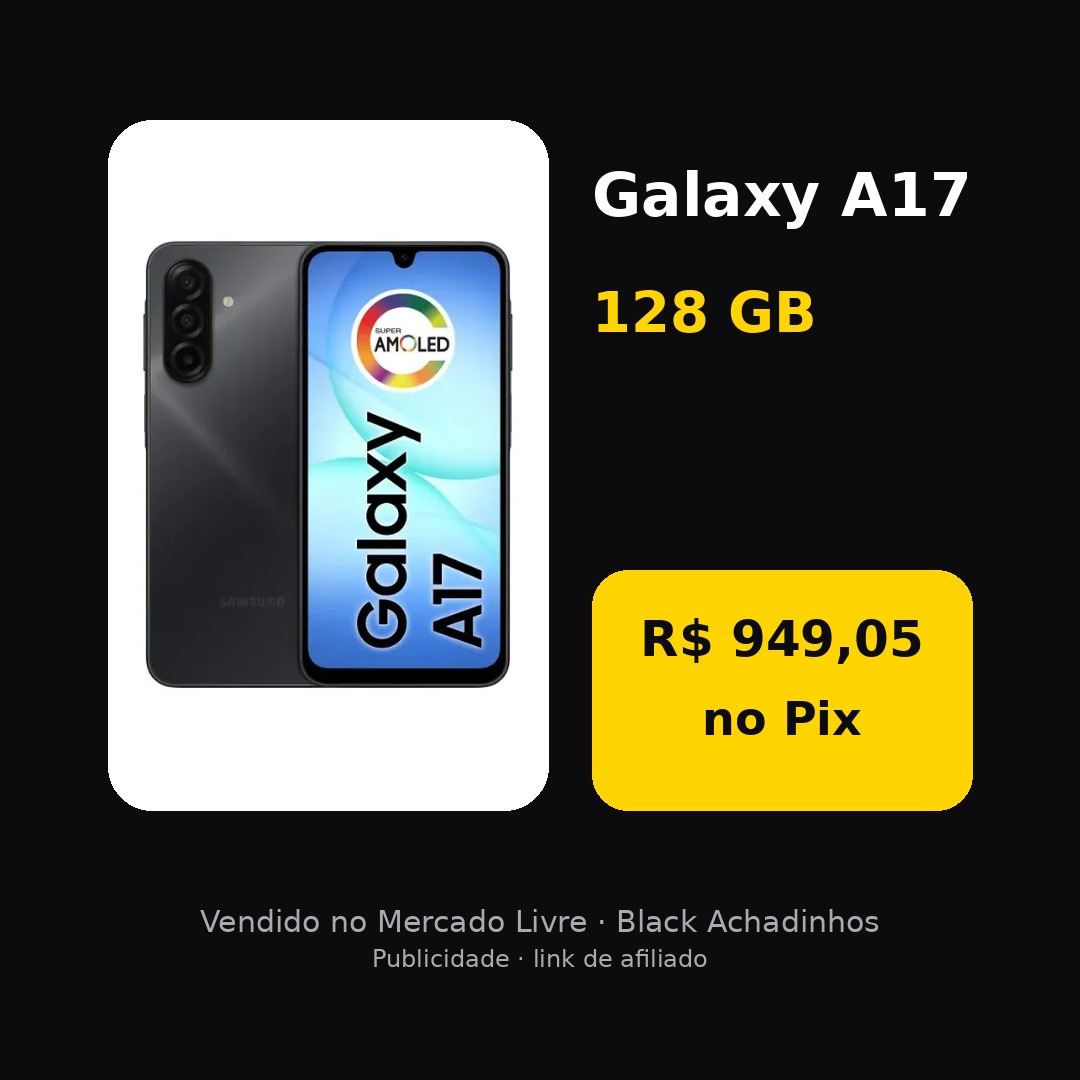 Galaxy A17
128 GB
SUPER
AMOLED
Galaxy
A17
SAMSUNG
R$ 949,05
no Pix
Vendido no Mercado Livre · Black Achadinhos
Publicidade · link de afiliado